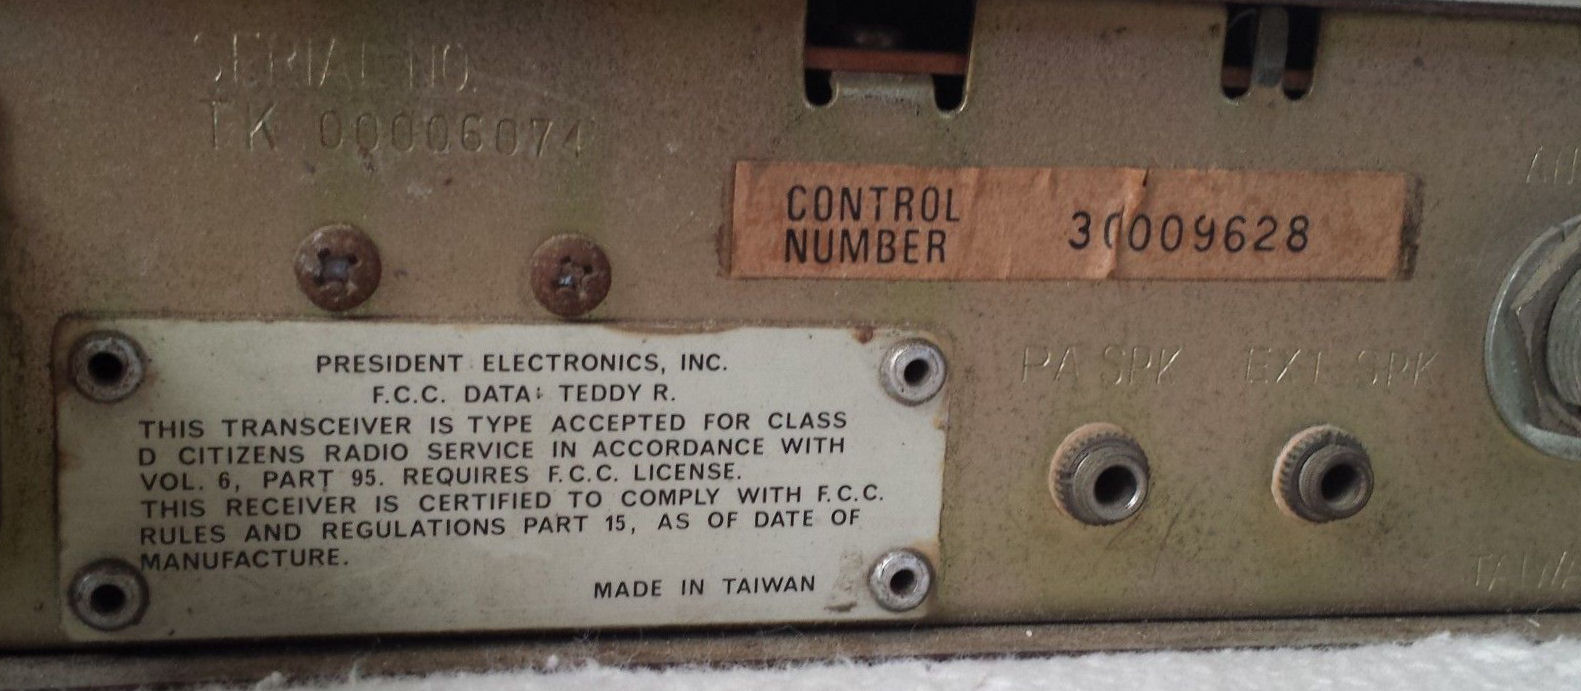 SERIAL NO.
TK 00006074
CONTROL
NUMBER 30009628
PRESIDENT ELECTRONICS, INC.
F.C.C. DATA: TEDDY R.
THIS TRANSCEIVER IS TYPE ACCEPTED FOR CLASS
D CITIZENS RADIO SERVICE IN ACCORDANCE WITH
VOL. 6, PART 95. REQUIRES F.C.C. LICENSE.
THIS RECEIVER IS CERTIFIED TO COMPLY WITH F.C.C.
RULES AND REGULATIONS PART 15, AS OF DATE OF
MANUFACTURE.
MADE IN TAIWAN
PA SPK EXT SPK